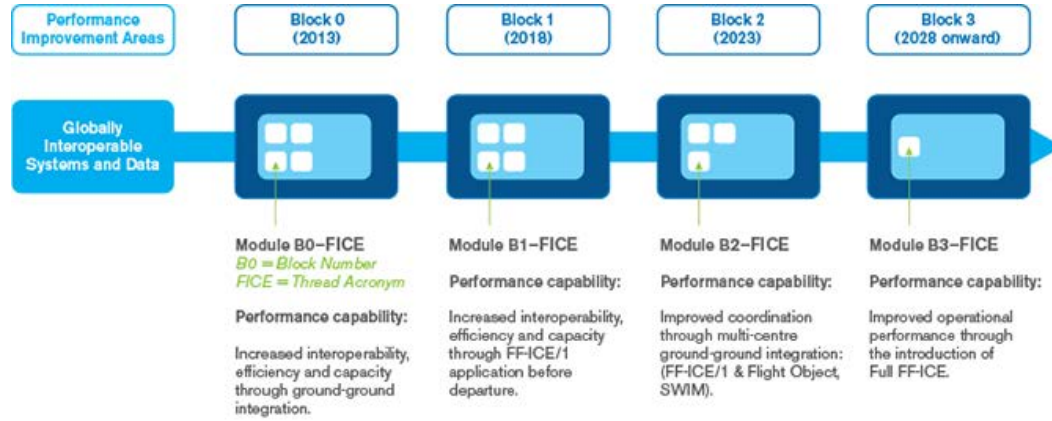 Performance
Improvement Areas
Block 0
(2013)
Block 1
(2018)
Block 2
(2023)
Block 3
(2028 onward)
Globally
Interoperable
Systems and Data
Module B0–FICE
B0 = Block Number
FICE = Thread Acronym
Performance capability:
Increased interoperability,
efficiency and capacity
through ground-ground
integration.
Module B1–FICE
Performance capability:
Increased interoperability,
efficiency and capacity
through FF-ICE/1
application before
departure.
Module B2–FICE
Performance capability:
Improved coordination
through multi-centre
ground-ground integration:
(FF-ICE/1 & Flight Object,
SWIM).
Module B3–FICE
Performance capability:
Improved operational
performance through
the introduction of
Full FF-ICE.